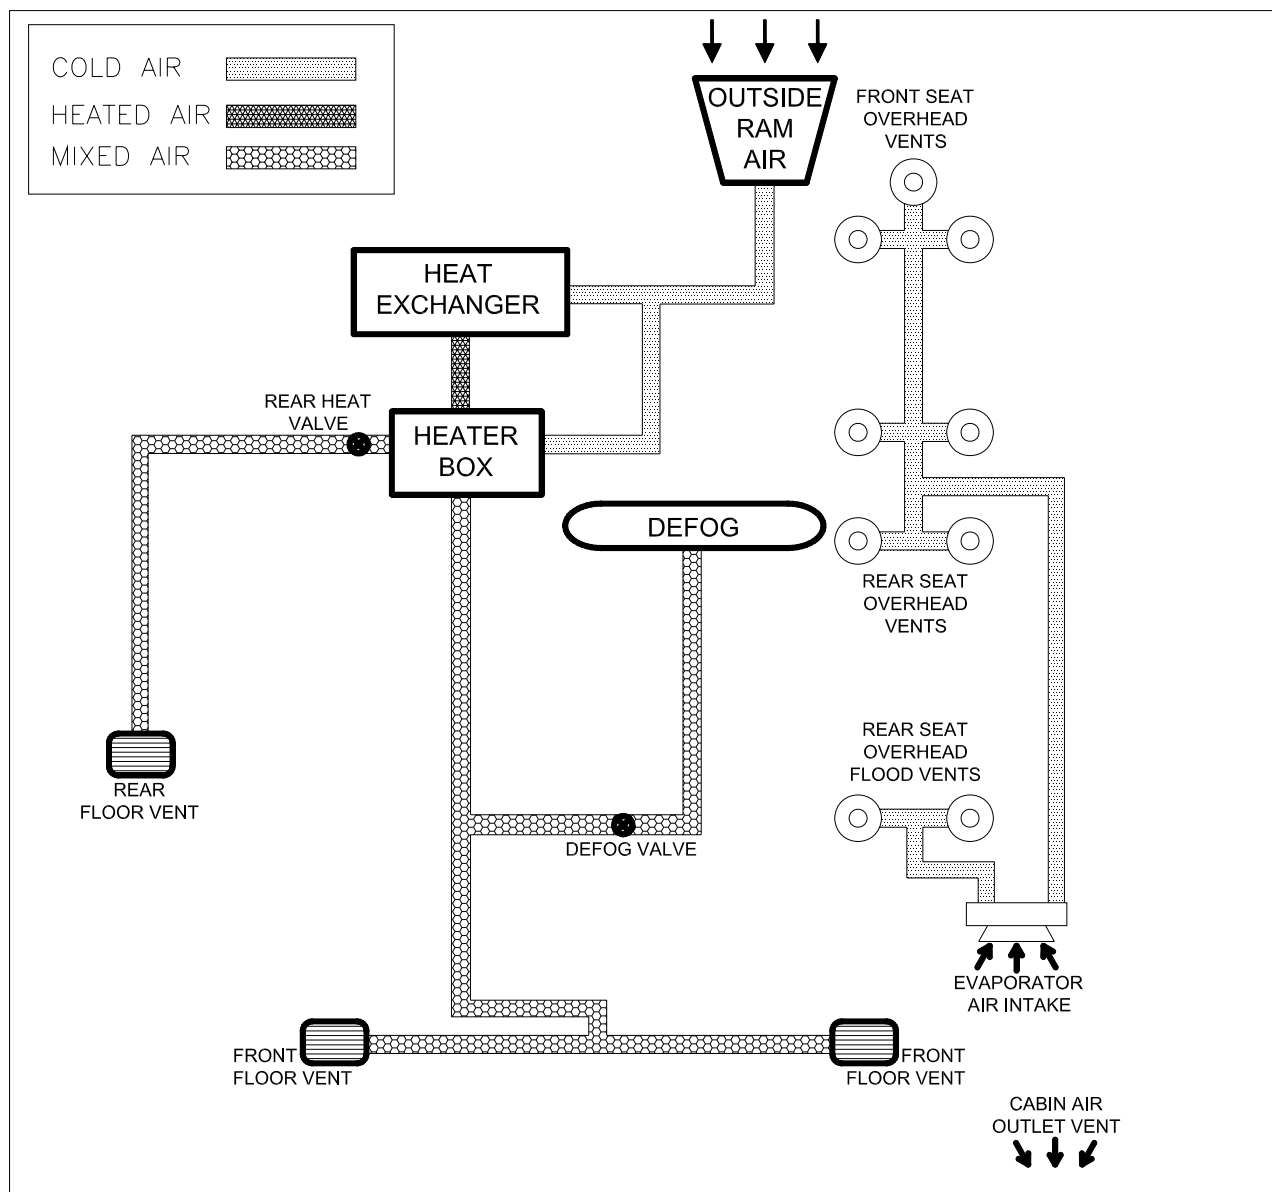 COLD AIR
HEATED AIR
MIXED AIR
OUTSIDE
RAM
AIR
FRONT SEAT
OVERHEAD
VENTS
HEAT
EXCHANGER
REAR HEAT
VALVE
HEATER
BOX
DEFOG
REAR SEAT
OVERHEAD
VENTS
REAR SEAT
OVERHEAD
FLOOD VENTS
REAR
FLOOR VENT
DEFOG VALVE
EVAPORATOR
AIR INTAKE
FRONT
FLOOR VENT
FRONT
FLOOR VENT
CABIN AIR
OUTLET VENT